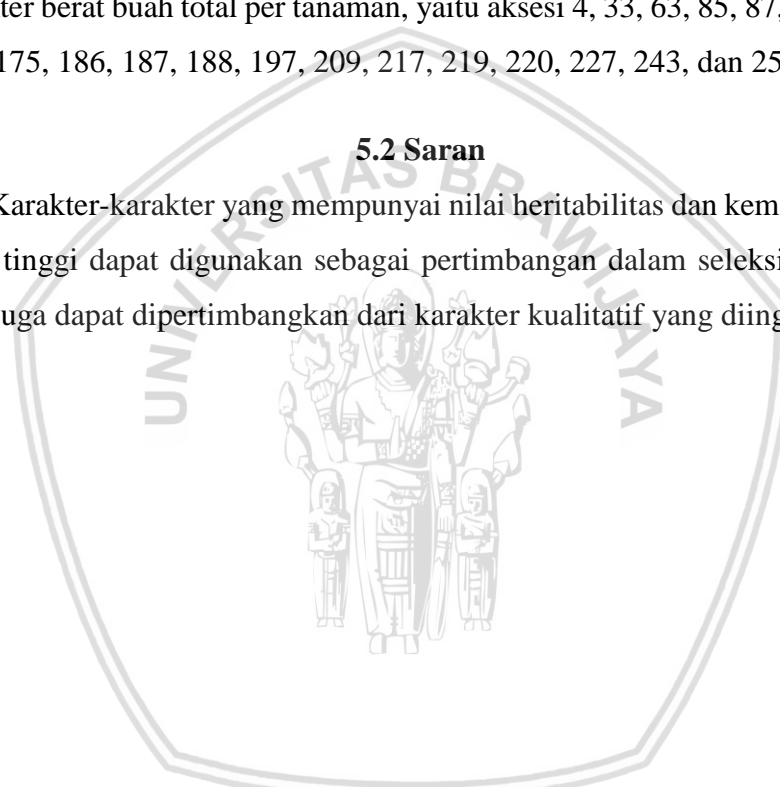 ter berat buah total per tanaman, yaitu aksesi 4, 33, 63, 85, 87,
175, 186, 187, 188, 197, 209, 217, 219, 220, 227, 243, dan 25
5.2 Saran
Karakter-karakter yang mempunyai nilai heritabilitas dan kem
tinggi dapat digunakan sebagai pertimbangan dalam seleksi
uga dapat dipertimbangkan dari karakter kualitatif yang diing
UNIVERSITAS BRAWIJAYA